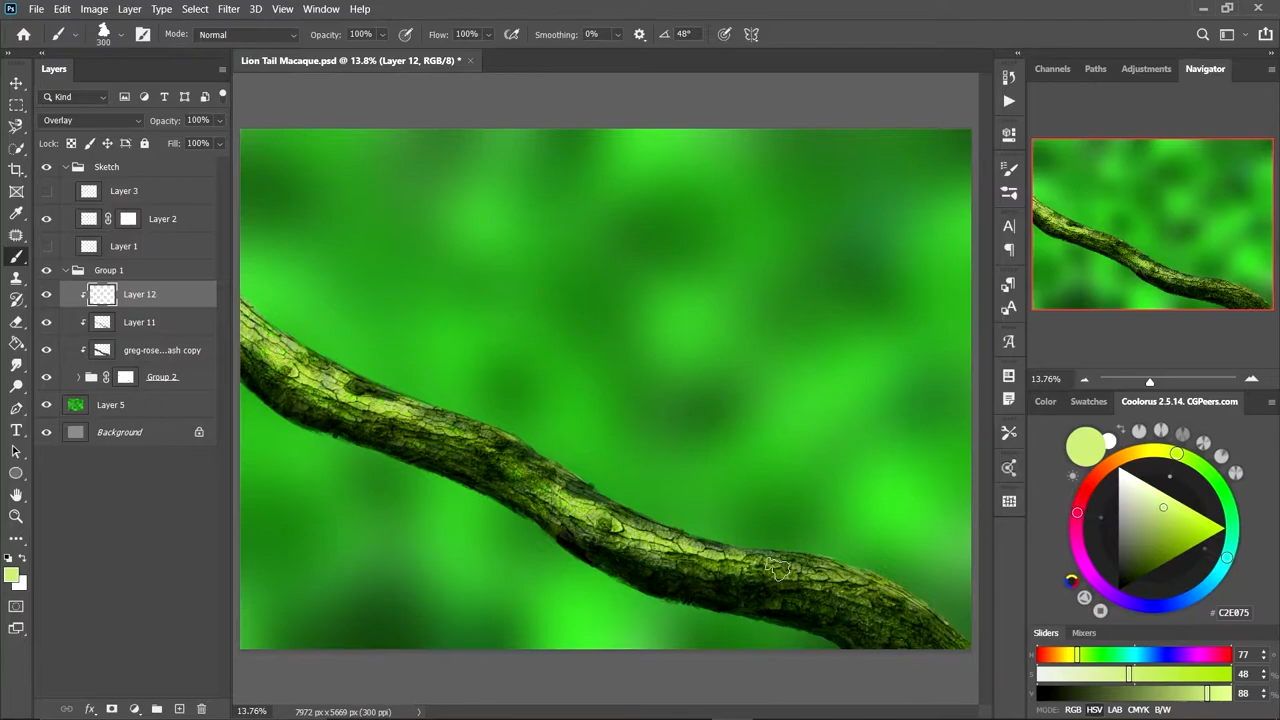 Ps File Edit Image Layer Type Select Filter 3D View Window Help
300 Mode: Normal Opacity: 100% Flow: 100% Smoothing: 0% 48°
Layers
Lion Tail Macaque.psd @ 13.8% (Layer 12, RGB/8) *
Channels Paths Adjustments Navigator
Kind
Overlay Opacity: 100%
Lock: Fill: 100%
Sketch
Layer 3
Layer 2
Layer 1
Group 1
Layer 12
Layer 11
greg-rose...ash copy
Group 2
Layer 5
Background
13.76%
Color Swatches Coolorus 2.5.14. CGPeers.com
# C2E075
Sliders Mixers
H 77 °
S 48 %
V 88 %
MODE: RGB HSV LAB CMYK B/W
13.76% 7972 px x 5669 px (300 ppi)